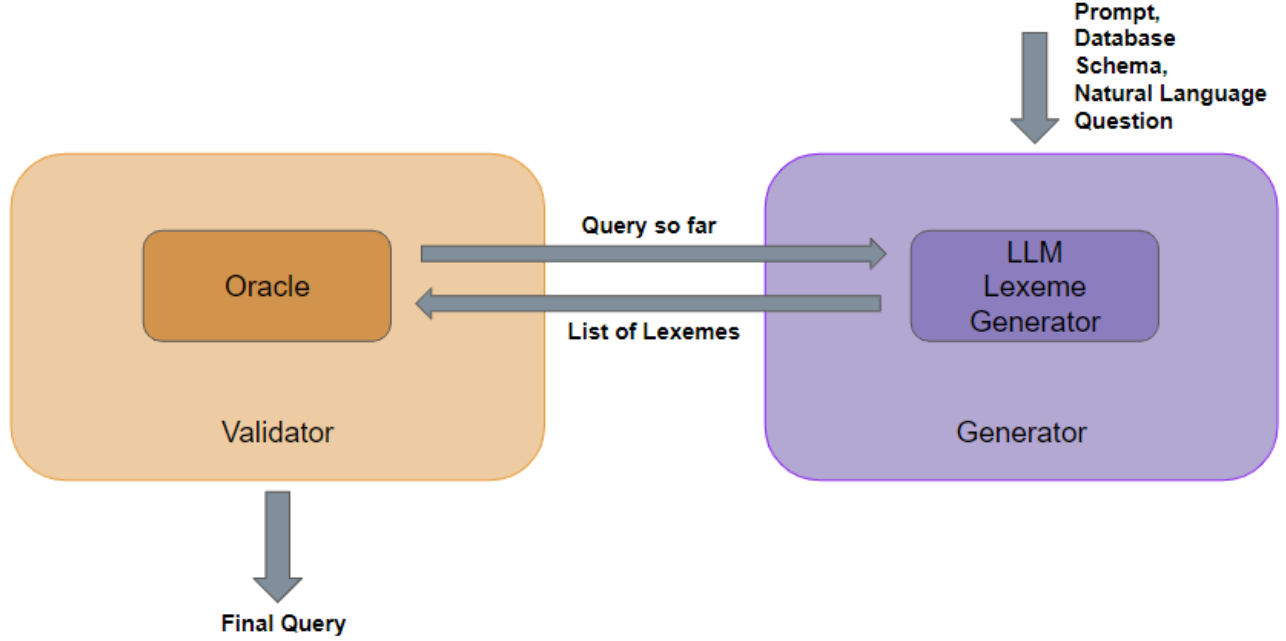 Prompt,
Database
Schema,
Natural Language
Question
Query so far
Oracle
LLM
Lexeme
Generator
List of Lexemes
Validator
Generator
Final Query